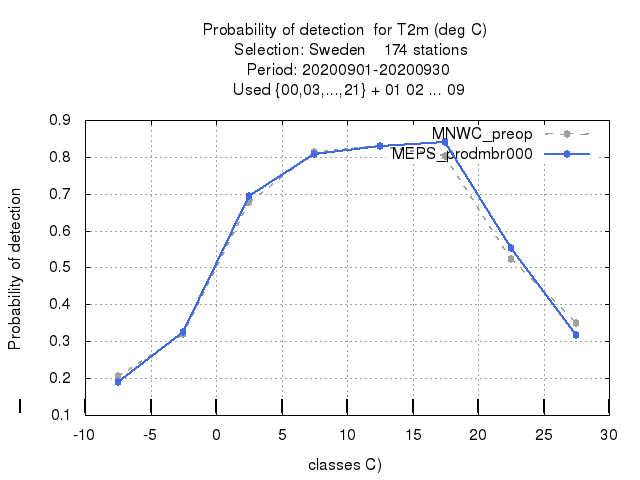 Probability of detection  for T2m (deg C)
Selection: Sweden    174 stations
Period: 20200901-20200930
Used {00,03,...,21} + 01 02 ... 09
MNWC_preop
MEPS_prodmbr000
Probability of detection
0.9
0.8
0.7
0.6
0.5
0.4
0.3
0.2
0.1
-10 -5 0 5 10 15 20 25 30
classes C)